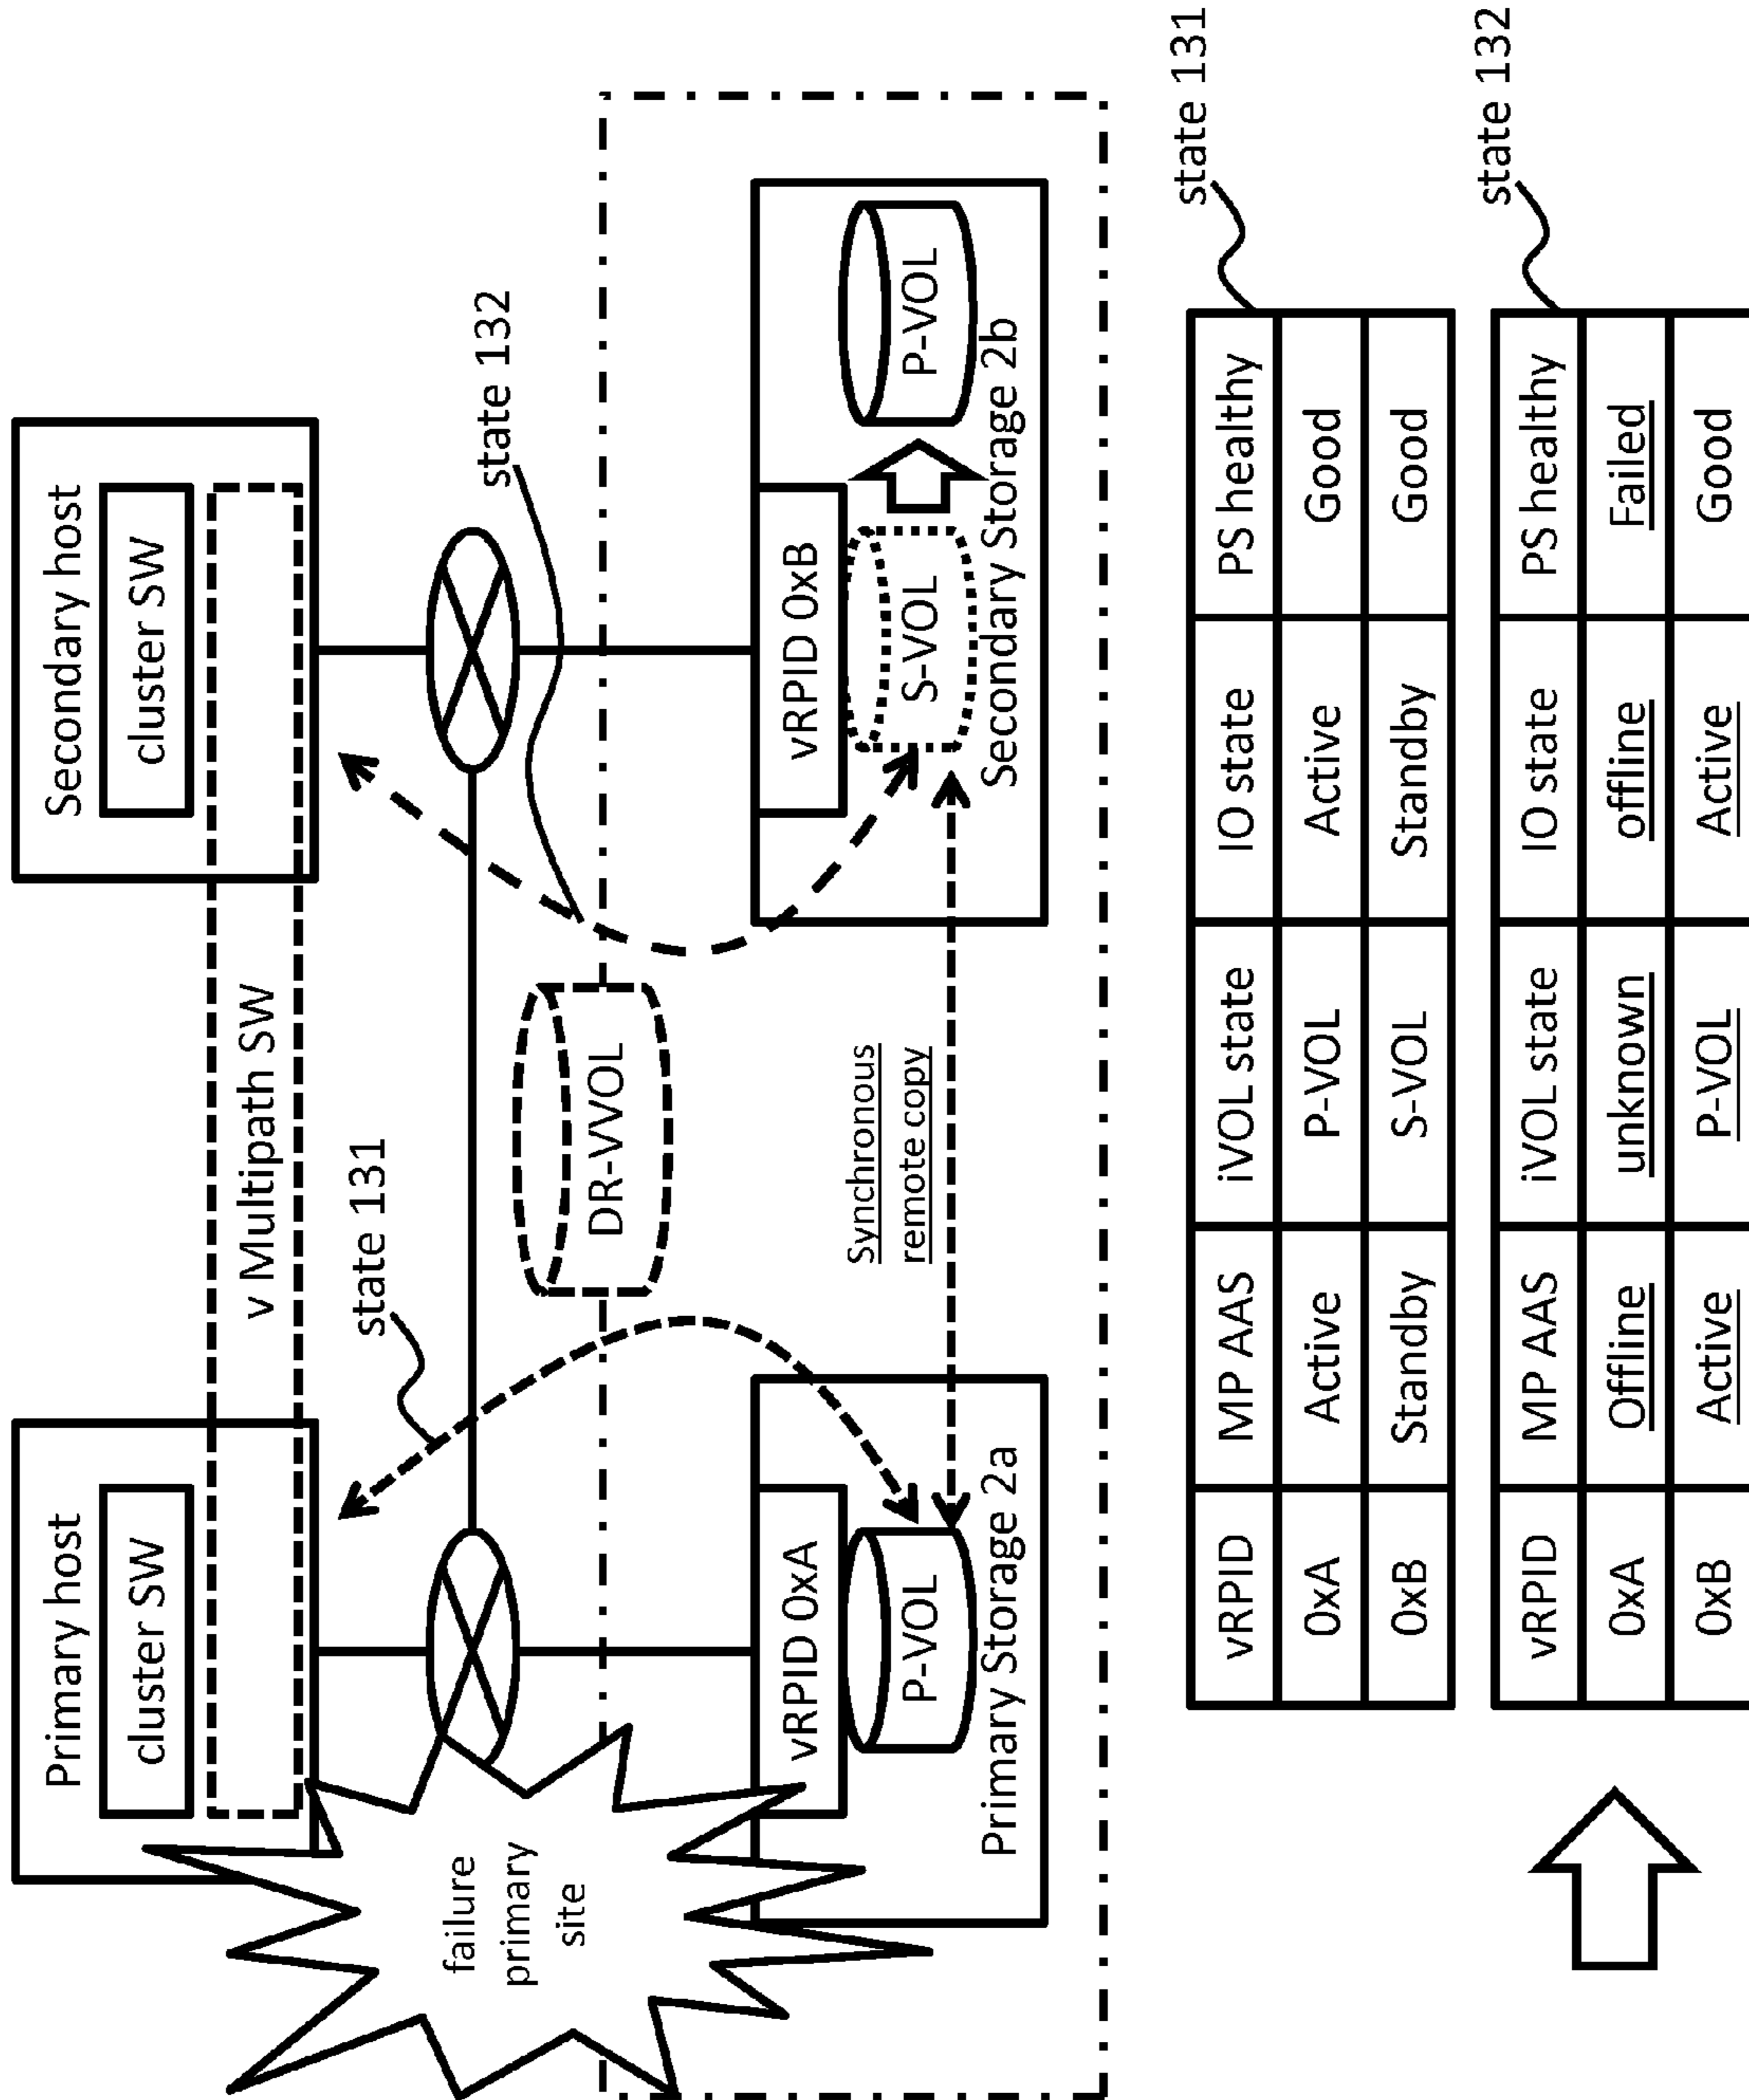 Primary host
cluster SW
Secondary host
cluster SW
v Multipath SW
state 131
state 132
failure
primary
site
DR-VVOL
vRPID 0xA
P-VOL
Primary Storage 2a
Synchronous
remote copy
vRPID 0xB
S-VOL
P-VOL
Secondary Storage 2b
state 131
vRPID MP AAS iVOL state IO state PS healthy
0xA Active P-VOL Active Good
0xB Standby S-VOL Standby Good
state 132
vRPID MP AAS iVOL state IO state PS healthy
0xA Offline unknown offline Failed
0xB Active P-VOL Active Good